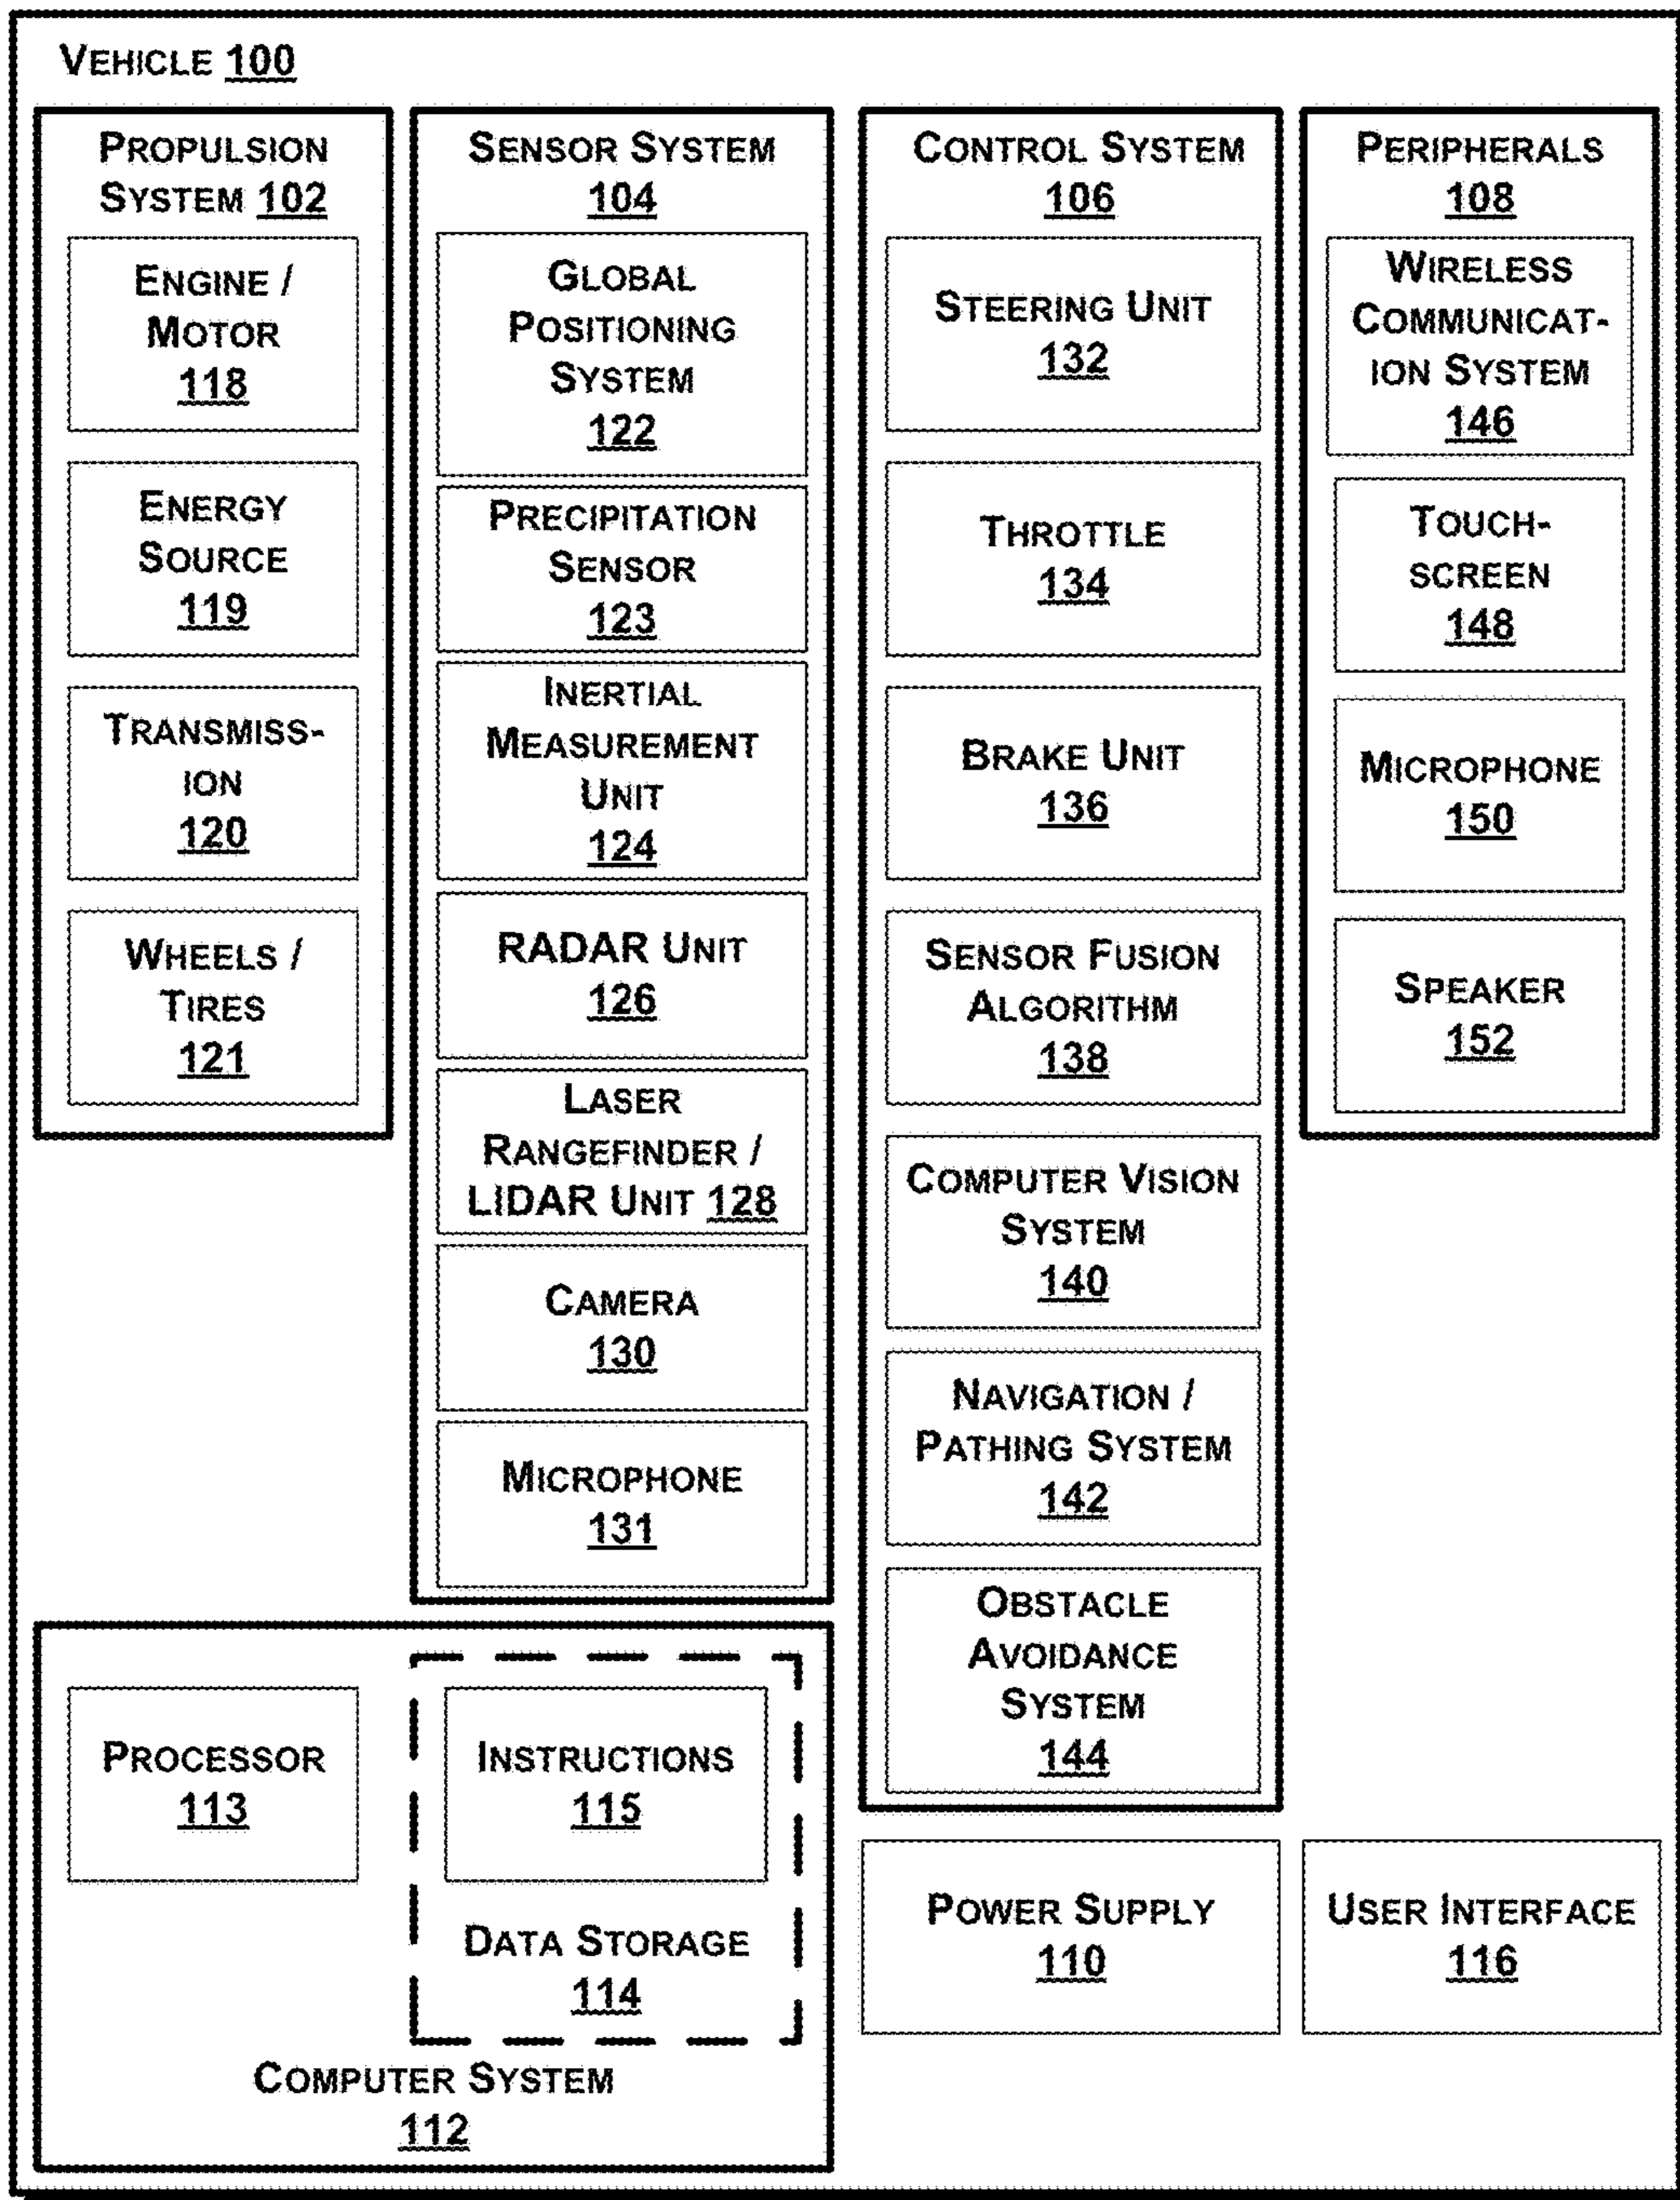 VEHICLE 100
PROPULSION
SYSTEM 102
ENGINE /
MOTOR
118
ENERGY
SOURCE
119
TRANSMISS-
ION
120
WHEELS /
TIRES
121
SENSOR SYSTEM
104
GLOBAL
POSITIONING
SYSTEM
122
PRECIPITATION
SENSOR
123
INERTIAL
MEASUREMENT
UNIT
124
RADAR UNIT
126
LASER
RANGEFINDER /
LIDAR UNIT 128
CAMERA
130
MICROPHONE
131
CONTROL SYSTEM
106
STEERING UNIT
132
THROTTLE
134
BRAKE UNIT
136
SENSOR FUSION
ALGORITHM
138
COMPUTER VISION
SYSTEM
140
NAVIGATION /
PATHING SYSTEM
142
OBSTACLE
AVOIDANCE
SYSTEM
144
PERIPHERALS
108
WIRELESS
COMMUNICAT-
ION SYSTEM
146
TOUCH-
SCREEN
148
MICROPHONE
150
SPEAKER
152
PROCESSOR
113
INSTRUCTIONS
115
DATA STORAGE
114
COMPUTER SYSTEM
112
POWER SUPPLY
110
USER INTERFACE
116